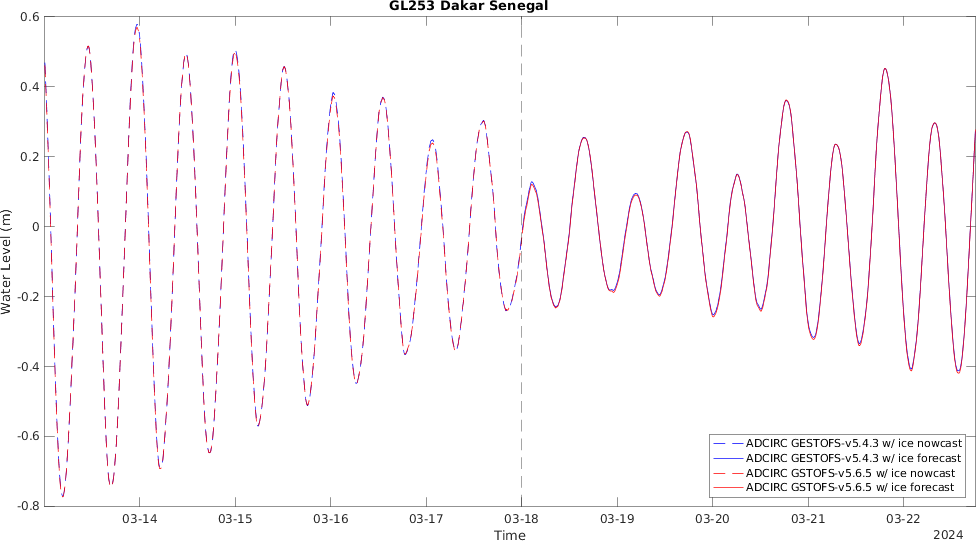 GL253 Dakar Senegal
0.6
0.4
0.2
0
-0.2
-0.4
-0.6
-0.8
Water Level (m)
03-14 03-15 03-16 03-17 03-18 03-19 03-20 03-21 03-22
Time
2024
ADCIRC GESTOFS-v5.4.3 w/ ice nowcast
ADCIRC GESTOFS-v5.4.3 w/ ice forecast
ADCIRC GSTOFS-v5.6.5 w/ ice nowcast
ADCIRC GSTOFS-v5.6.5 w/ ice forecast